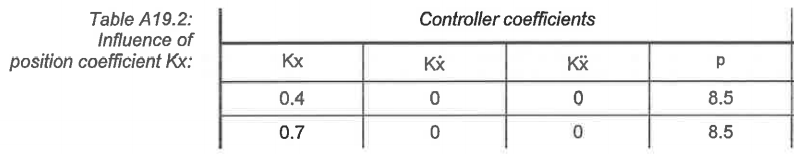 Table A19.2:
Influence of
position coefficient Kx:
Controller coefficients
Kx Kẋ Kẍ p
0.4 0 0 8.5
0.7 0 0 8.5